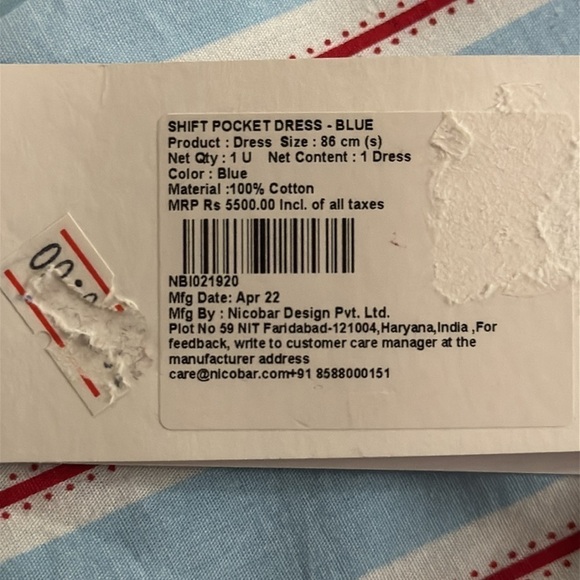 SHIFT POCKET DRESS - BLUE
Product : Dress Size : 86 cm (s)
Net Qty : 1 U Net Content : 1 Dress
Color : Blue
Material :100% Cotton
MRP Rs 5500.00 Incl. of all taxes
NBI021920
Mfg Date: Apr 22
Mfg By : Nicobar Design Pvt. Ltd.
Plot No 59 NIT Faridabad-121004,Haryana,India ,For
feedback, write to customer care manager at the
manufacturer address
care@nicobar.com+91 8588000151